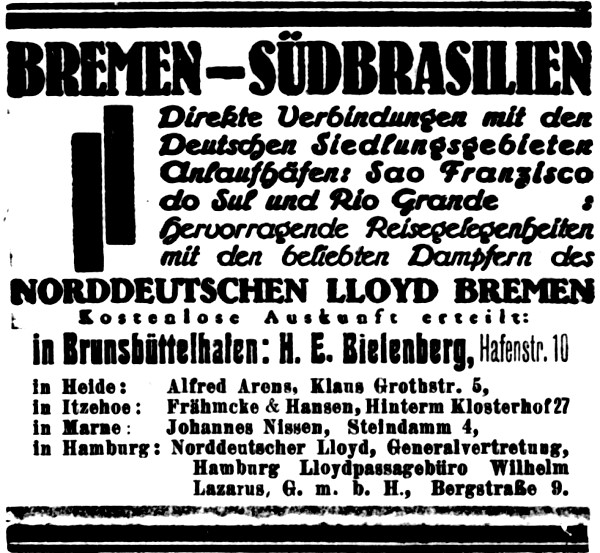 BREMEN–SÜDBRASILIEN
Direkte Verbindungen mit den
Deutschen Siedlungsgebieten
Anlaufhäfen: Sao Franzisco
do Sul und Rio Grande :
Hervorragende Reisegelegenheiten
mit den beliebten Dampfern des
NORDDEUTSCHEN LLOYD BREMEN
Kostenlose Auskunft erteilt:
in Brunsbüttelhafen: H. E. Bielenberg, Hafenstr. 10
in Heide: Alfred Arens, Klaus Grothstr. 5,
in Itzehoe: Frähmcke & Hansen, Hinterm Klosterhof 27
in Marne: Johannes Nissen, Steindamm 4,
in Hamburg: Norddeutscher Lloyd, Generalvertretung,
Hamburg Lloydpassagebüro Wilhelm
Lazarus, G. m. b. H., Bergstraße 9.